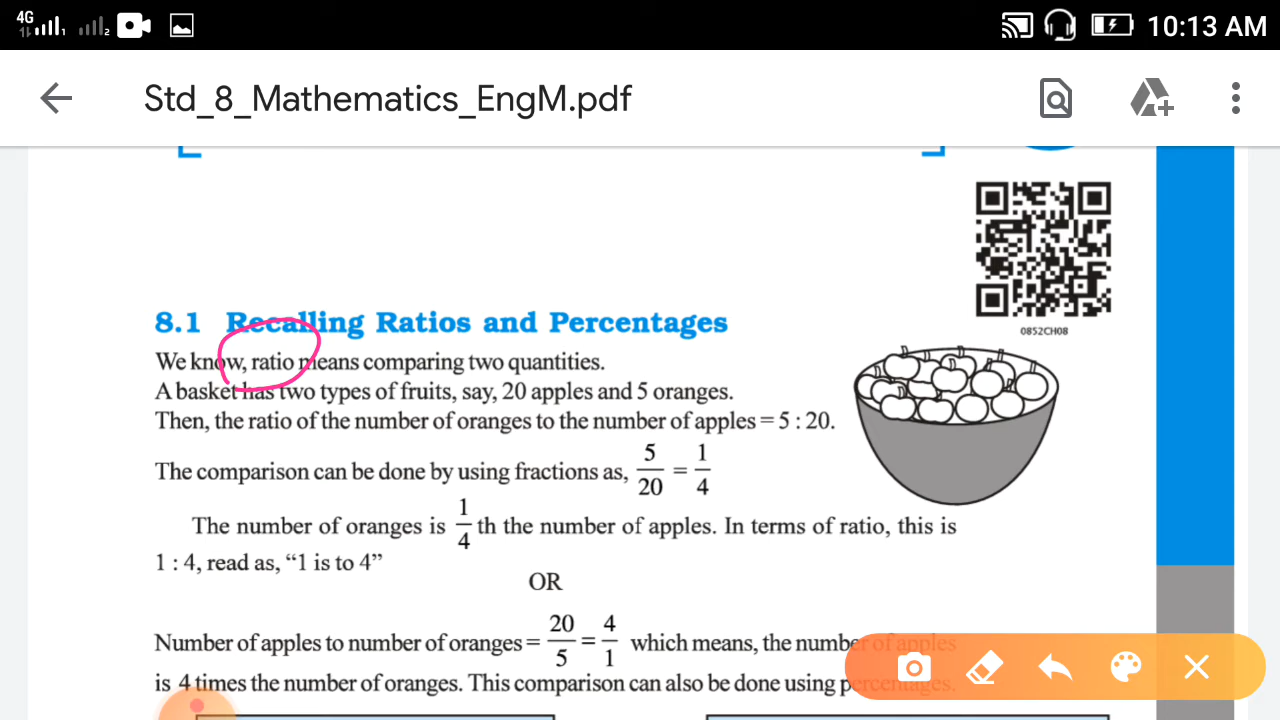 4G 1 2 10:13 AM
Std_8_Mathematics_EngM.pdf
0852CH08
8.1 Recalling Ratios and Percentages
We know, ratio means comparing two quantities.
A basket has two types of fruits, say, 20 apples and 5 oranges.
Then, the ratio of the number of oranges to the number of apples = 5 : 20.
The comparison can be done by using fractions as, 5/20 = 1/4
The number of oranges is 1/4 th the number of apples. In terms of ratio, this is
1 : 4, read as, “1 is to 4”
OR
Number of apples to number of oranges = 20/5 = 4/1 which means, the number of apples
is 4 times the number of oranges. This comparison can also be done using percentages.